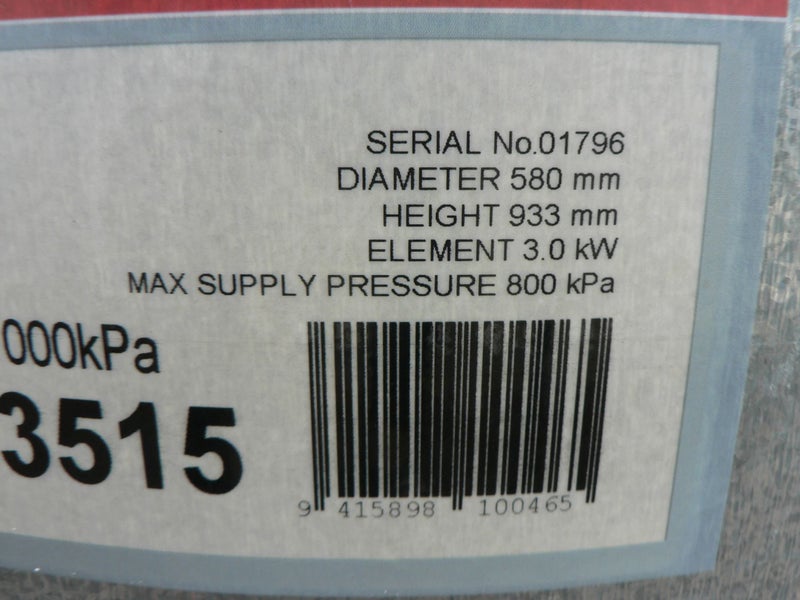 SERIAL No.01796
DIAMETER 580 mm
HEIGHT 933 mm
ELEMENT 3.0 kW
MAX SUPPLY PRESSURE 800 kPa
000kPa
3515
9 415898 100465